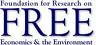 Foundation for Research on
FREE
Economics & the Environment